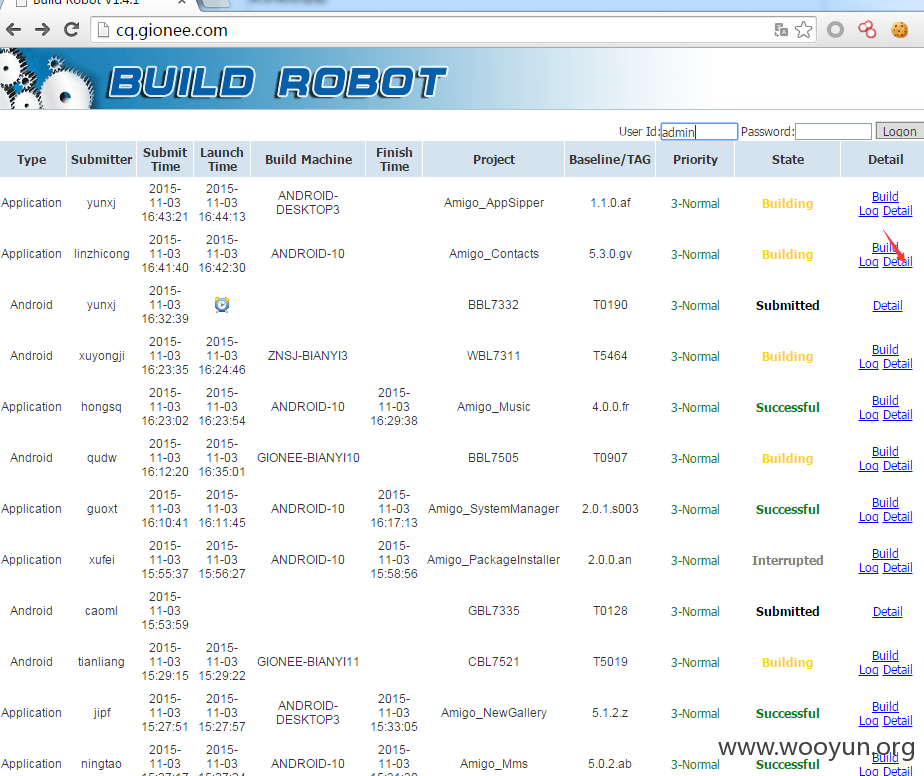 Build Robot V1.4.1
cq.gionee.com
BUILD ROBOT
User Id: admin Password: Logon
Type Submitter Submit Time Launch Time Build Machine Finish Time Project Baseline/TAG Priority State Detail
Application yunxj 2015-11-03 16:43:21 2015-11-03 16:44:13 ANDROID-DESKTOP3 Amigo_AppSipper 1.1.0.af 3-Normal Building Build Log Detail
Application linzhicong 2015-11-03 16:41:40 2015-11-03 16:42:30 ANDROID-10 Amigo_Contacts 5.3.0.gv 3-Normal Building Build Log Detail
Android yunxj 2015-11-03 16:32:39 BBL7332 T0190 3-Normal Submitted Detail
Android xuyongji 2015-11-03 16:23:35 2015-11-03 16:24:46 ZNSJ-BIANYI3 WBL7311 T5464 3-Normal Building Build Log Detail
Application hongsq 2015-11-03 16:23:02 2015-11-03 16:23:54 ANDROID-10 2015-11-03 16:29:38 Amigo_Music 4.0.0.fr 3-Normal Successful Build Log Detail
Android qudw 2015-11-03 16:12:20 2015-11-03 16:35:01 GIONEE-BIANYI10 BBL7505 T0907 3-Normal Building Build Log Detail
Application guoxt 2015-11-03 16:10:41 2015-11-03 16:11:45 ANDROID-10 2015-11-03 16:17:13 Amigo_SystemManager 2.0.1.s003 3-Normal Successful Build Log Detail
Application xufei 2015-11-03 15:55:37 2015-11-03 15:56:27 ANDROID-10 2015-11-03 15:58:56 Amigo_PackageInstaller 2.0.0.an 3-Normal Interrupted Build Log Detail
Android caoml 2015-11-03 15:53:59 GBL7335 T0128 3-Normal Submitted Detail
Android tianliang 2015-11-03 15:29:15 2015-11-03 15:29:22 GIONEE-BIANYI11 CBL7521 T5019 3-Normal Building Build Log Detail
Application jipf 2015-11-03 15:27:51 2015-11-03 15:27:57 ANDROID-DESKTOP3 2015-11-03 15:33:05 Amigo_NewGallery 5.1.2.z 3-Normal Successful Build Log Detail
Application ningtao 2015-11-03 2015-11-03 ANDROID-10 2015-11-03 Amigo_Mms 5.0.2.ab 3-Normal Successful Build Log Detail
www.wooyun.org